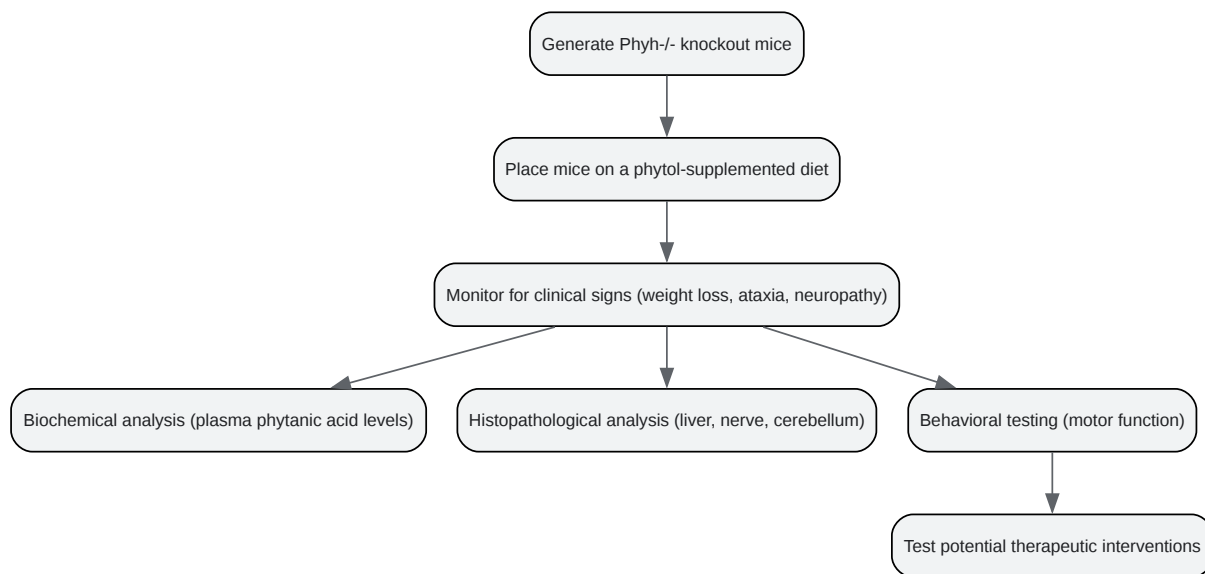 Generate Phyh-/- knockout mice
Place mice on a phytol-supplemented diet
Monitor for clinical signs (weight loss, ataxia, neuropathy)
Biochemical analysis (plasma phytanic acid levels)
Histopathological analysis (liver, nerve, cerebellum)
Behavioral testing (motor function)
Test potential therapeutic interventions